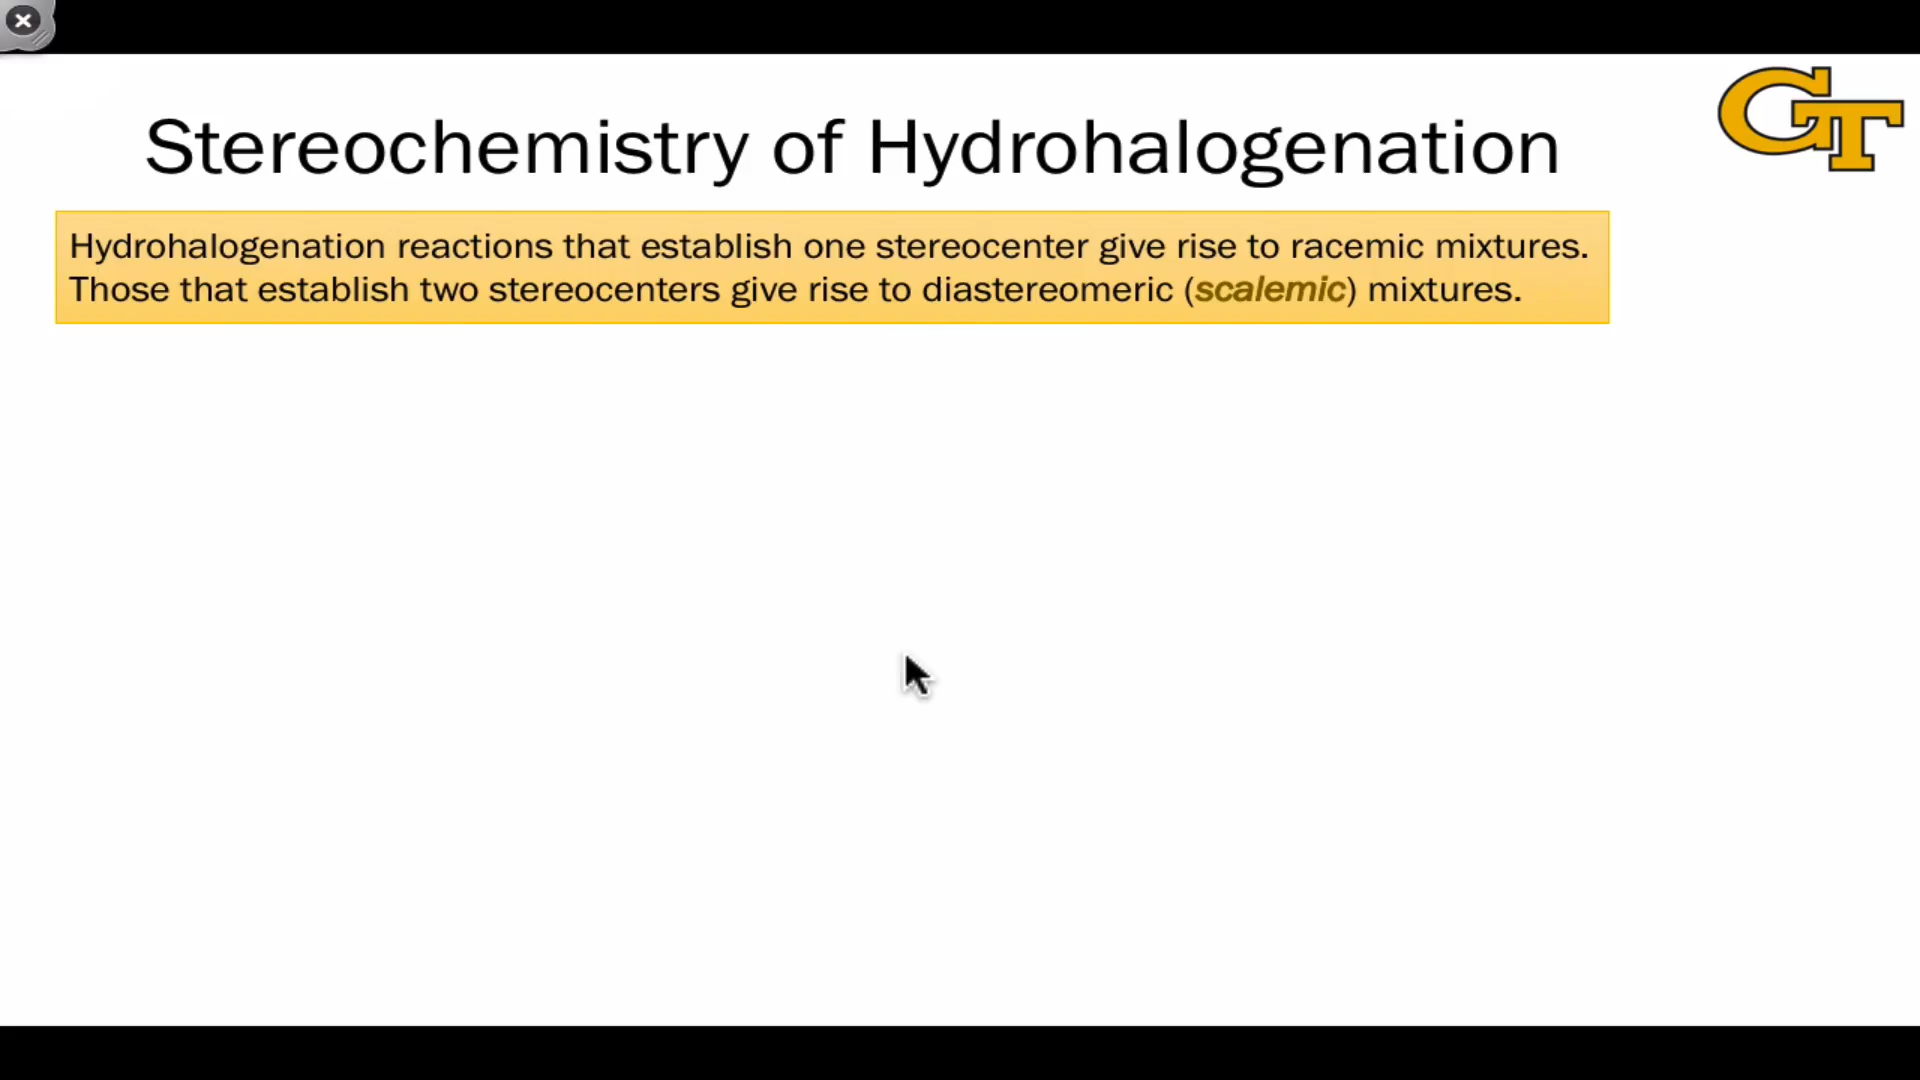 GT
Stereochemistry of Hydrohalogenation
Hydrohalogenation reactions that establish one stereocenter give rise to racemic mixtures.
Those that establish two stereocenters give rise to diastereomeric (scalemic) mixtures.